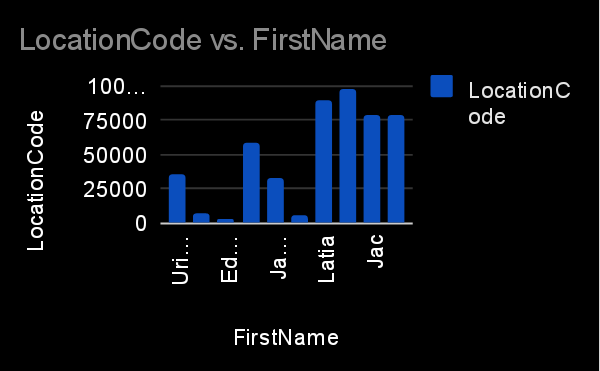 LocationCode vs. FirstName
LocationCode
100…
75000
50000
25000
0
Uri…
Ed…
Ja…
Latia
Jac
FirstName
LocationC
ode